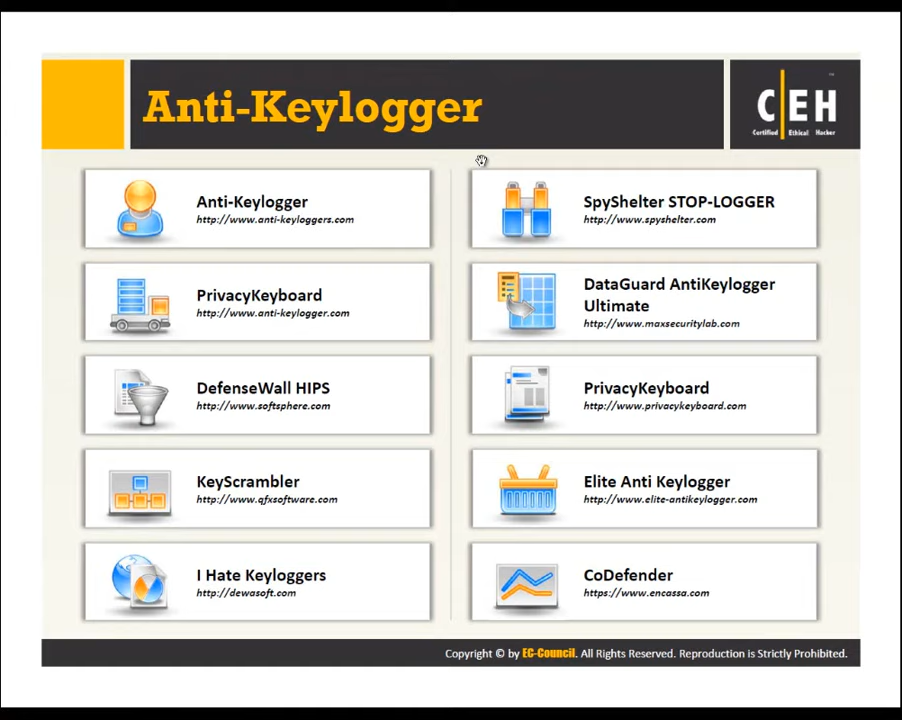 Anti-Keylogger
C|EH
™
Certified Ethical Hacker
Anti-Keylogger
http://www.anti-keyloggers.com
PrivacyKeyboard
http://www.anti-keylogger.com
DefenseWall HIPS
http://www.softsphere.com
KeyScrambler
http://www.qfxsoftware.com
I Hate Keyloggers
http://dewasoft.com
SpyShelter STOP-LOGGER
http://www.spyshelter.com
DataGuard AntiKeylogger
Ultimate
http://www.maxsecuritylab.com
PrivacyKeyboard
http://www.privacykeyboard.com
Elite Anti Keylogger
http://www.elite-antikeylogger.com
CoDefender
https://www.encassa.com
Copyright © by EC-Council. All Rights Reserved. Reproduction is Strictly Prohibited.